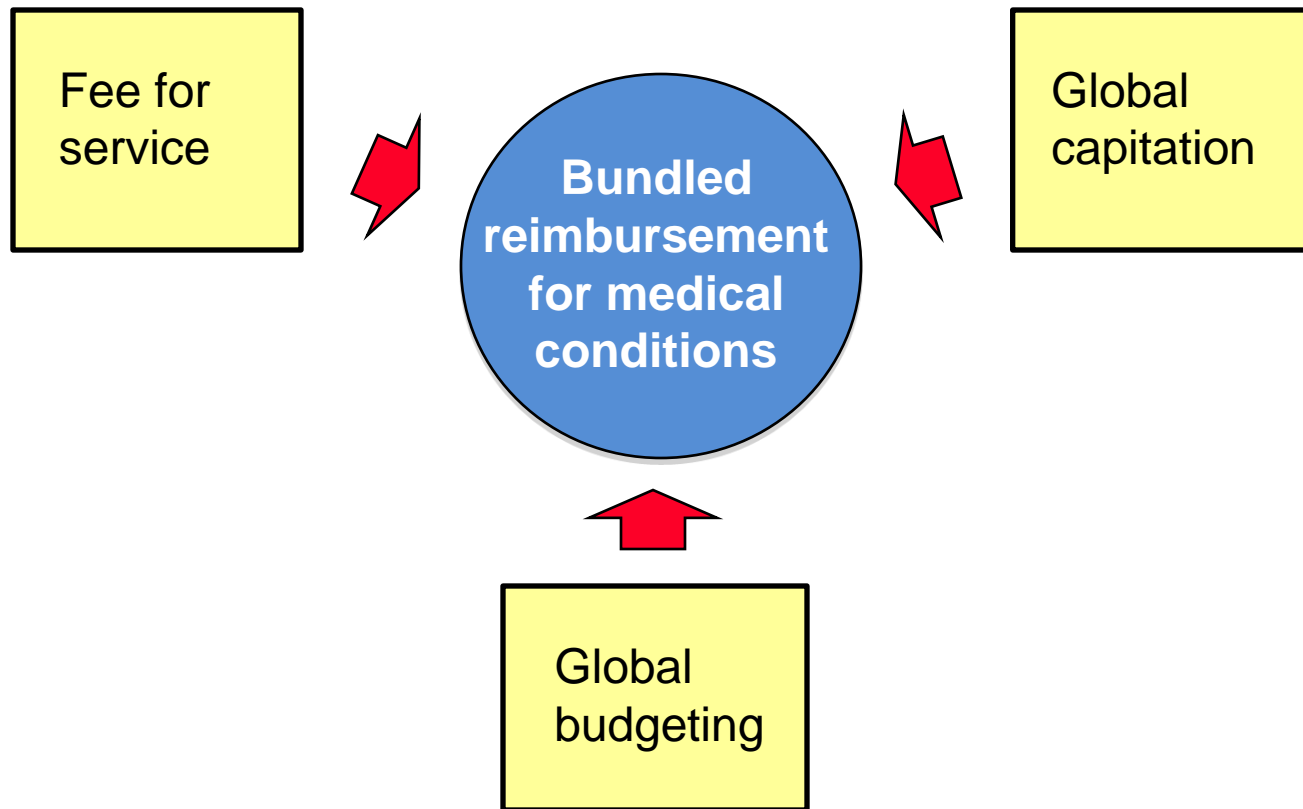 Fee for
service
Bundled
reimbursement
for medical
conditions
Global
capitation
Global
budgeting